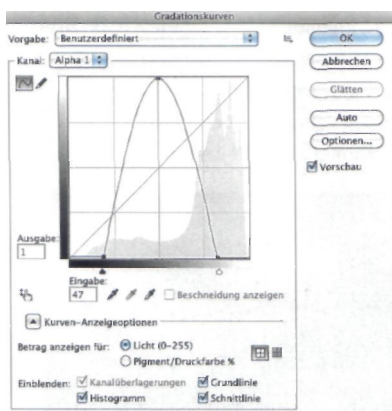 Gradationskurven
Vorgabe: Benutzerdefiniert
OK
Kanal: Alpha 1
Abbrechen
Glätten
Auto
Optionen...
Vorschau
Ausgabe:
1
Eingabe:
47
Beschneidung anzeigen
Kurven-Anzeigeoptionen
Betrag anzeigen für: Licht (0-255)
Pigment/Druckfarbe %
Einblenden: Kanalüberlagerungen Grundlinie
Histogramm Schnittlinie